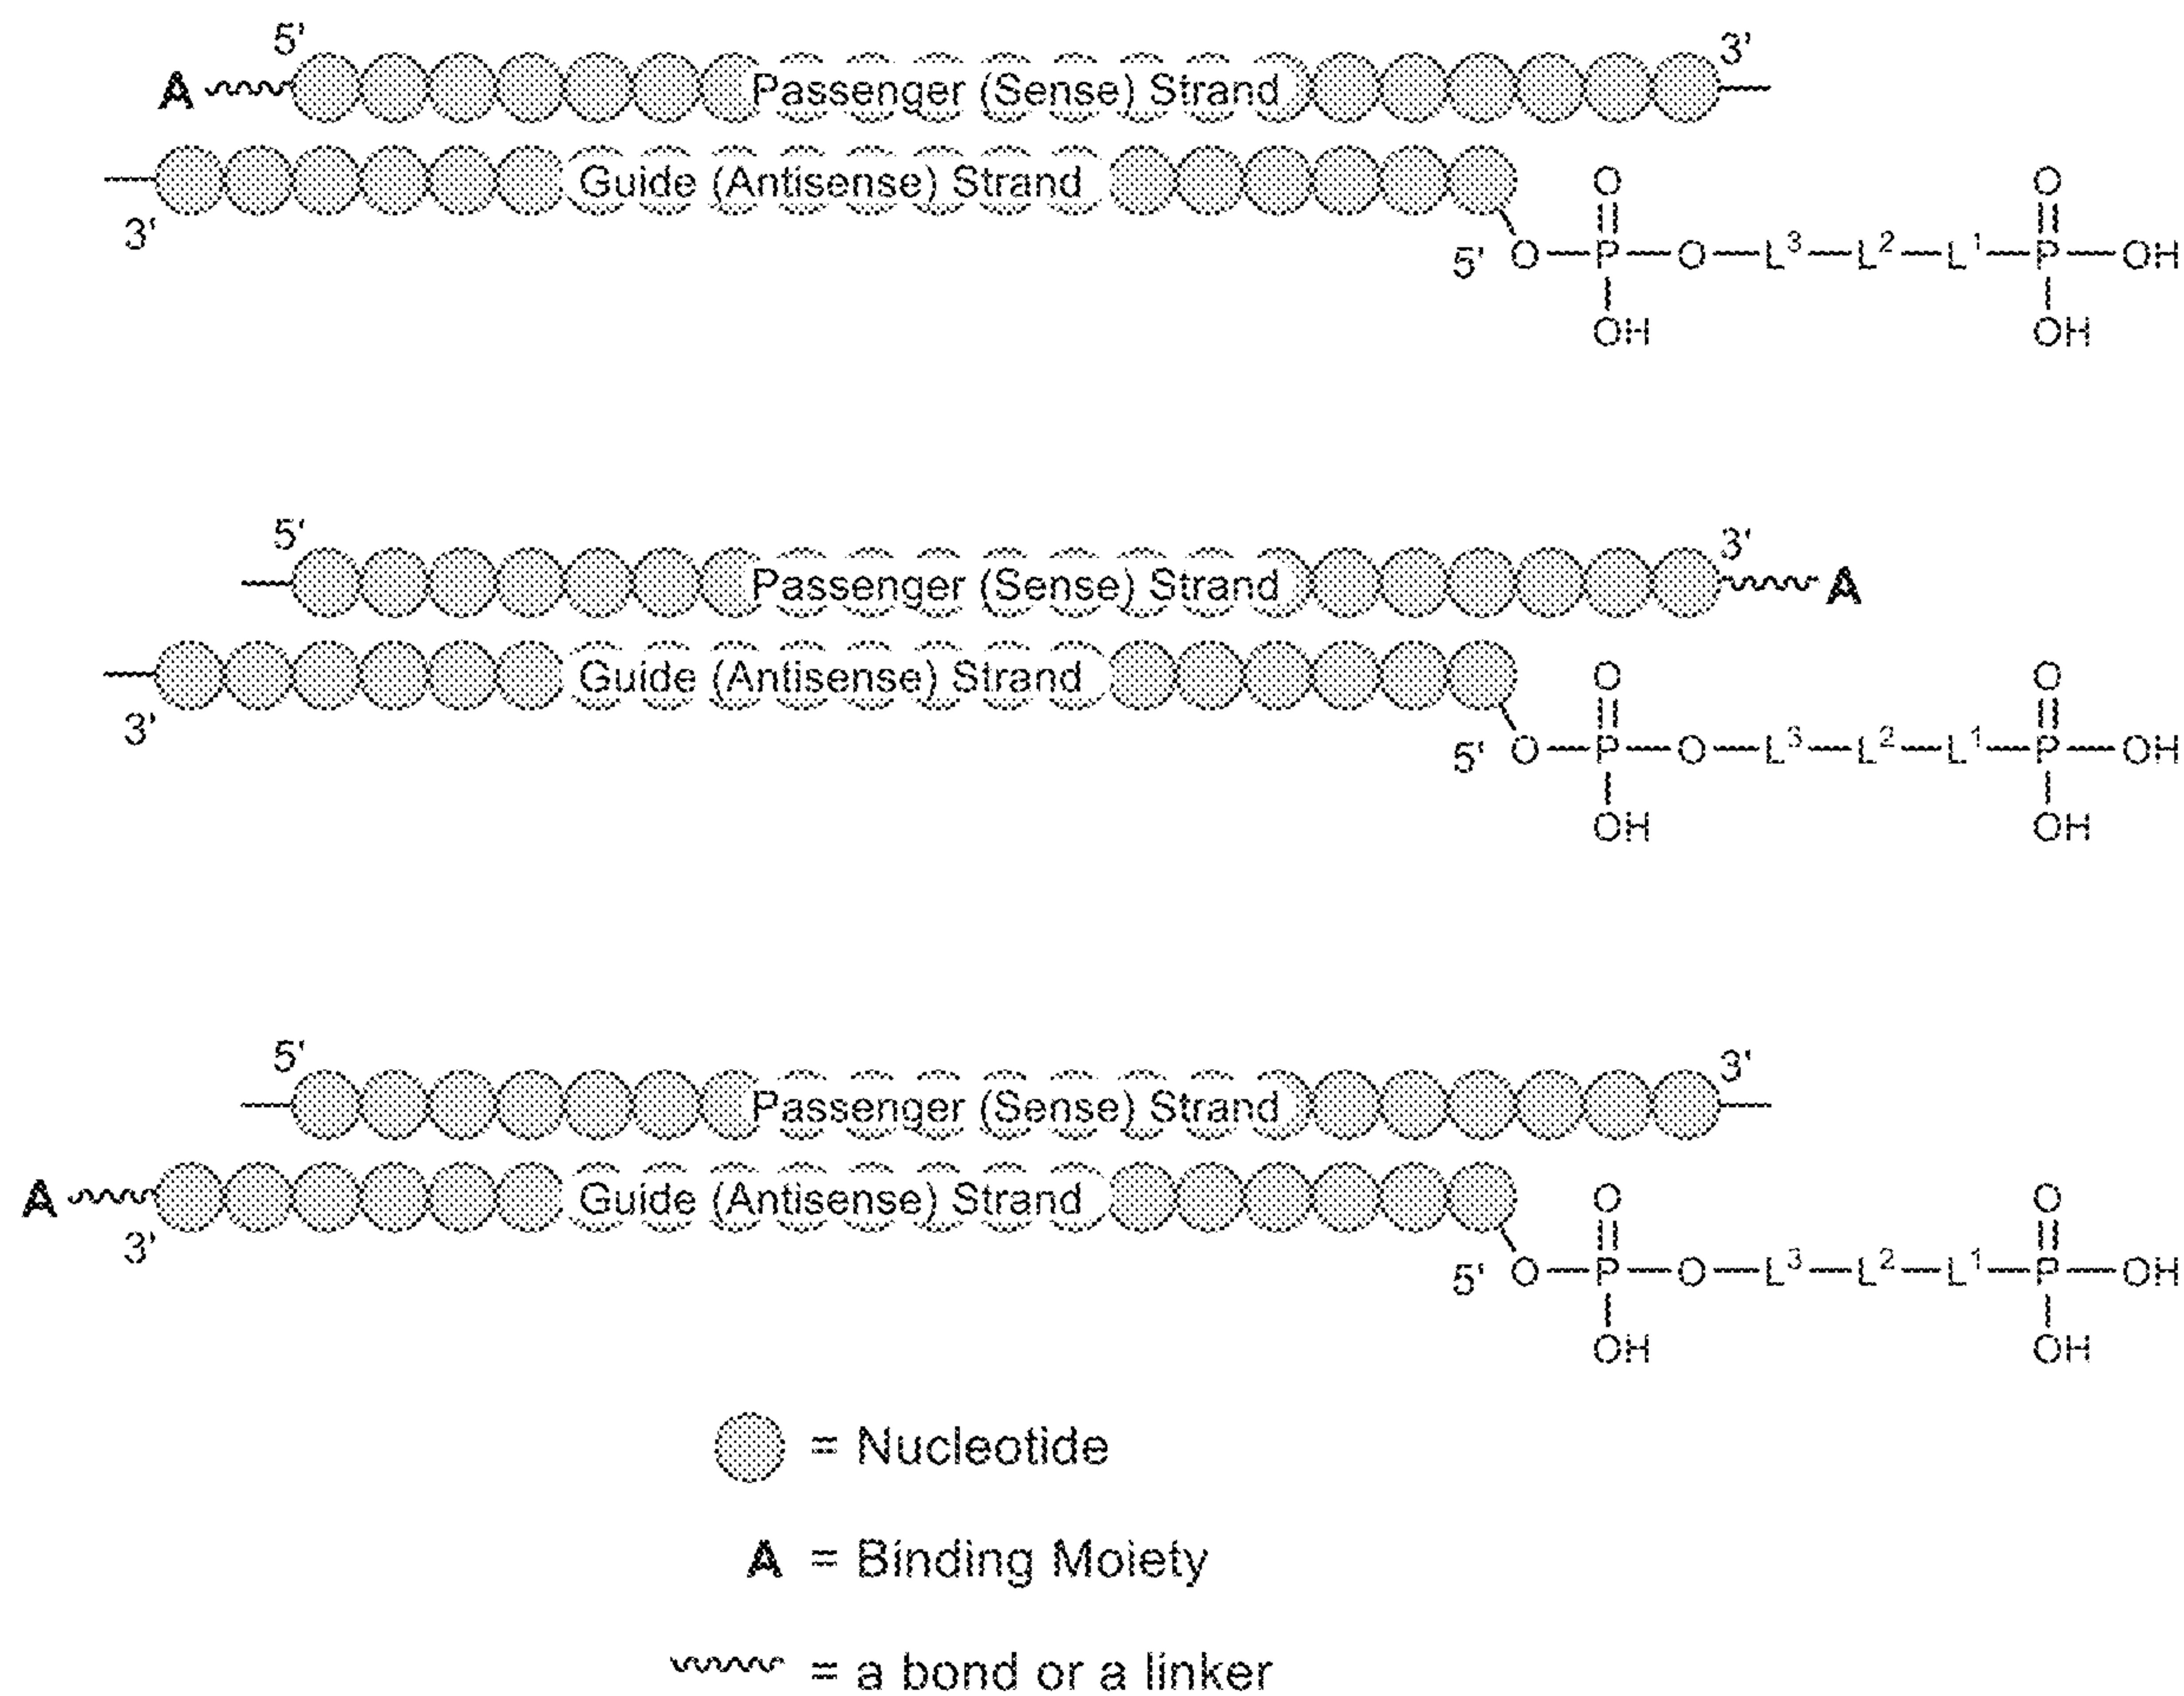 5' 3'
A Passenger (Sense) Strand
Guide (Antisense) Strand
3' 5' O—P—O—L³—L²—L¹—P—OH
O O
OH OH
5' 3'
Passenger (Sense) Strand A
Guide (Antisense) Strand
3' 5' O—P—O—L³—L²—L¹—P—OH
O O
OH OH
5' 3'
Passenger (Sense) Strand
A Guide (Antisense) Strand
3' 5' O—P—O—L³—L²—L¹—P—OH
O O
OH OH
= Nucleotide
A = Binding Moiety
= a bond or a linker